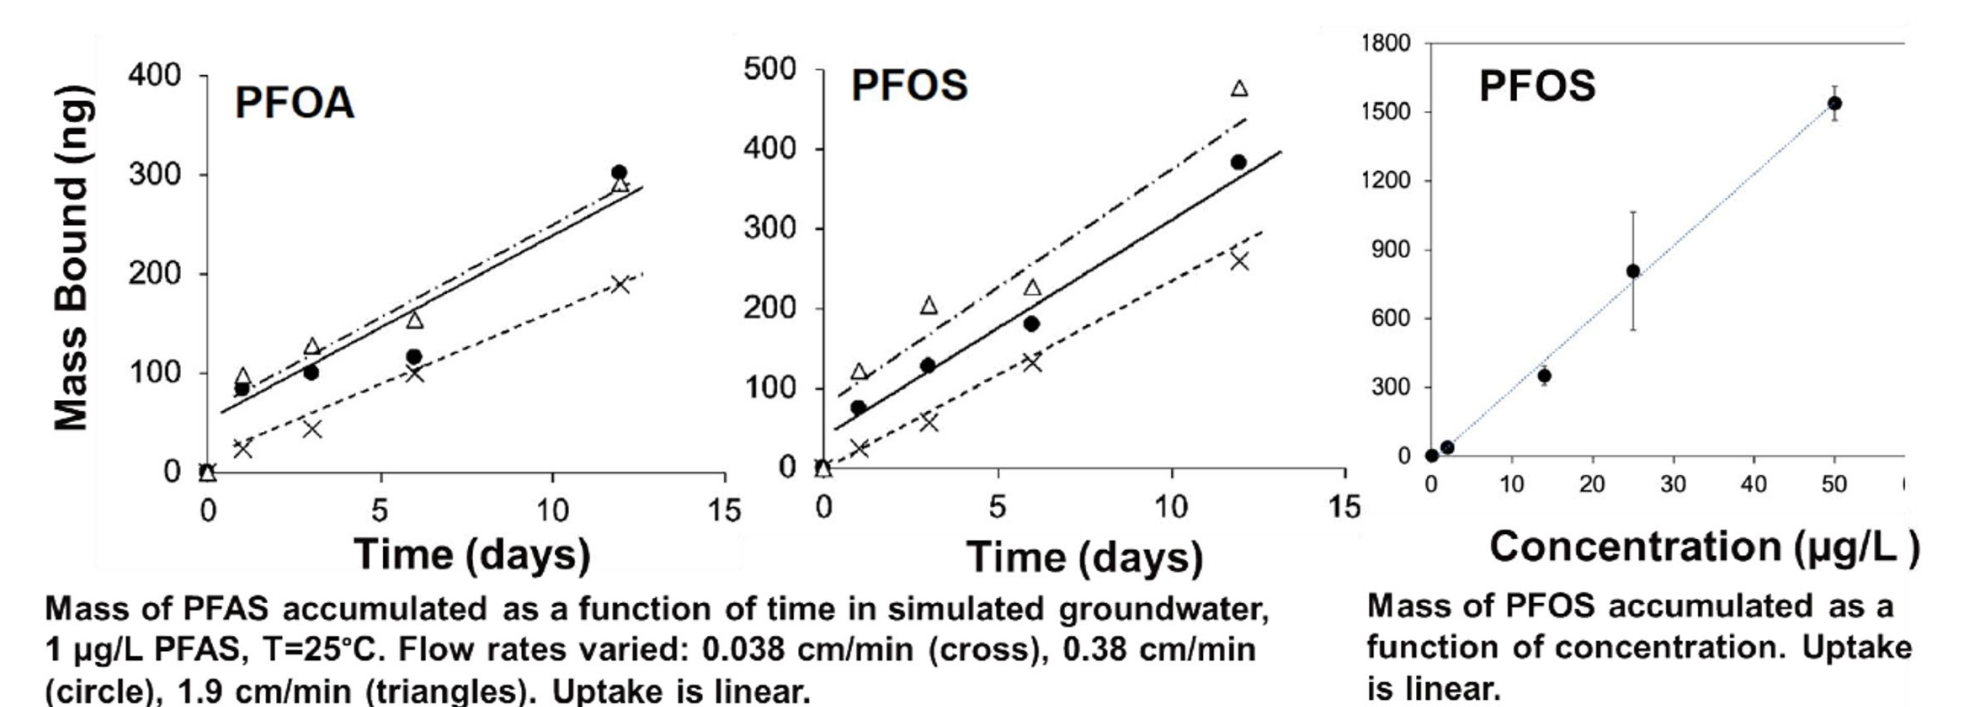 PFOA
Mass Bound (ng)
400
300
200
100
0
0 5 10 15
Time (days)
PFOS
500
400
300
200
100
0
0 5 10 15
Time (days)
PFOS
1800
1500
1200
900
600
300
0
0 10 20 30 40 50
Concentration (µg/L )
Mass of PFAS accumulated as a function of time in simulated groundwater,
1 µg/L PFAS, T=25°C. Flow rates varied: 0.038 cm/min (cross), 0.38 cm/min
(circle), 1.9 cm/min (triangles). Uptake is linear.
Mass of PFOS accumulated as a
function of concentration. Uptake
is linear.